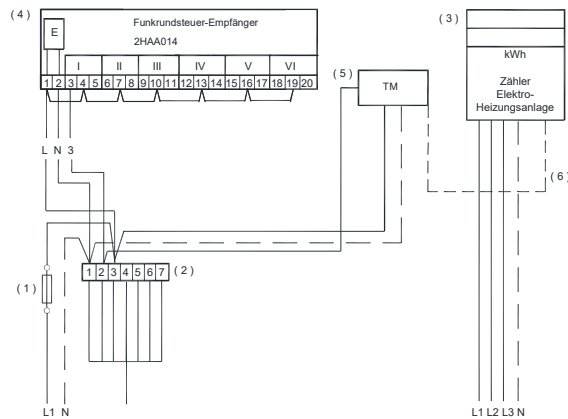 ( 4 )
Funkrundsteuer-Empfänger
2HAA014
E
I II III IV V VI
1 2 3 4 5 6 7 8 9 10 11 12 13 14 15 16 17 18 19 20
( 3 )
kWh
Zähler
Elektro-
Heizungsanlage
( 5 )
TM
L N 3
( 6 )
1 2 3 4 5 6 7
( 2 )
( 1 )
L1 N
L1 L2 L3 N